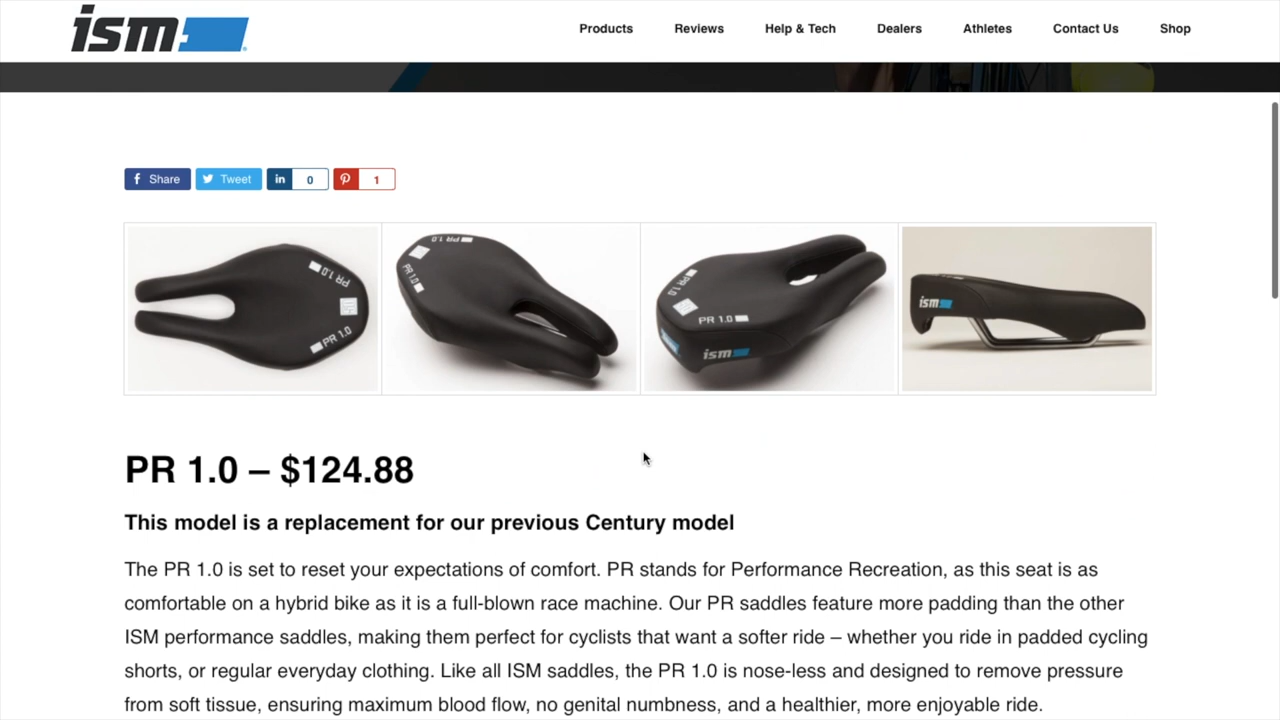 ism
Products Reviews Help & Tech Dealers Athletes Contact Us Shop
Share Tweet in 0 1
PR 1.0 PR 1.0 PR 1.0 PR 1.0 PR 1.0 PR 1.0
ism ism
PR 1.0 – $124.88
This model is a replacement for our previous Century model
The PR 1.0 is set to reset your expectations of comfort. PR stands for Performance Recreation, as this seat is as
comfortable on a hybrid bike as it is a full-blown race machine. Our PR saddles feature more padding than the other
ISM performance saddles, making them perfect for cyclists that want a softer ride – whether you ride in padded cycling
shorts, or regular everyday clothing. Like all ISM saddles, the PR 1.0 is nose-less and designed to remove pressure
from soft tissue, ensuring maximum blood flow, no genital numbness, and a healthier, more enjoyable ride.